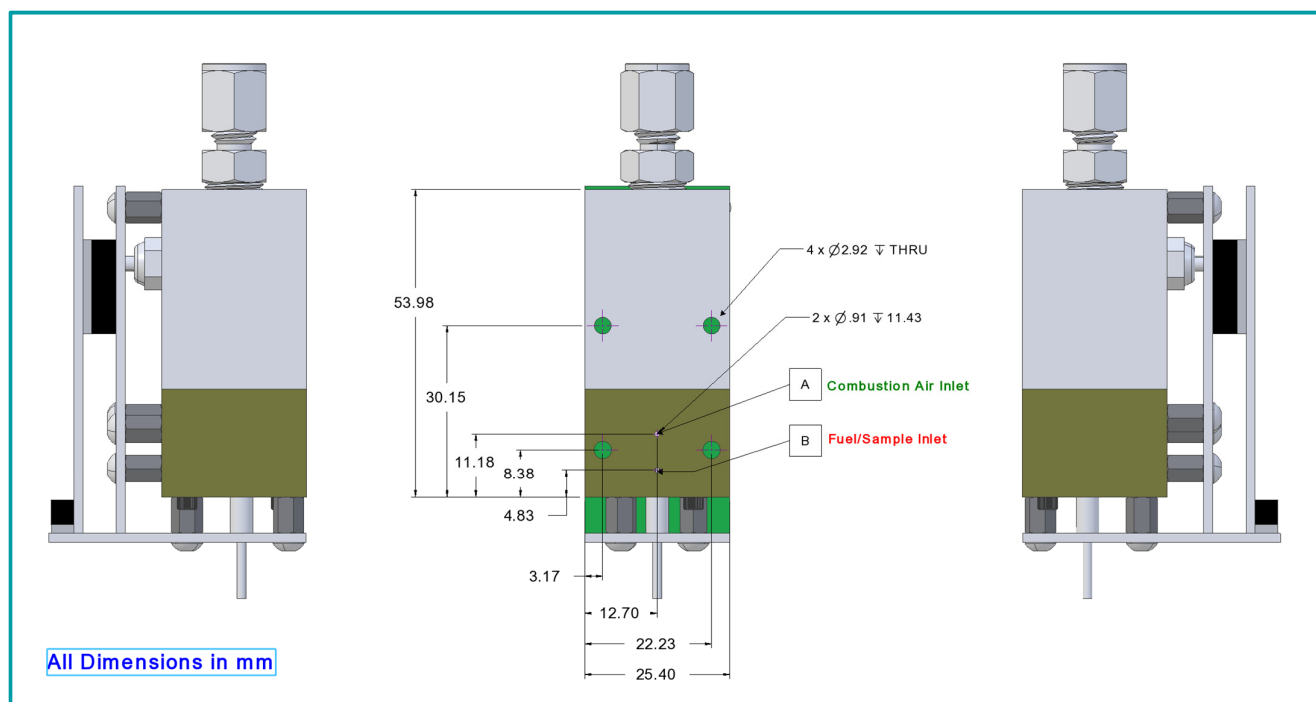 4 x ∅2.92 ↧ THRU
53.98
2 x ∅.91 ↧ 11.43
A Combustion Air Inlet
30.15
B Fuel/Sample Inlet
11.18
8.38
4.83
3.17
12.70
22.23
25.40
All Dimensions in mm